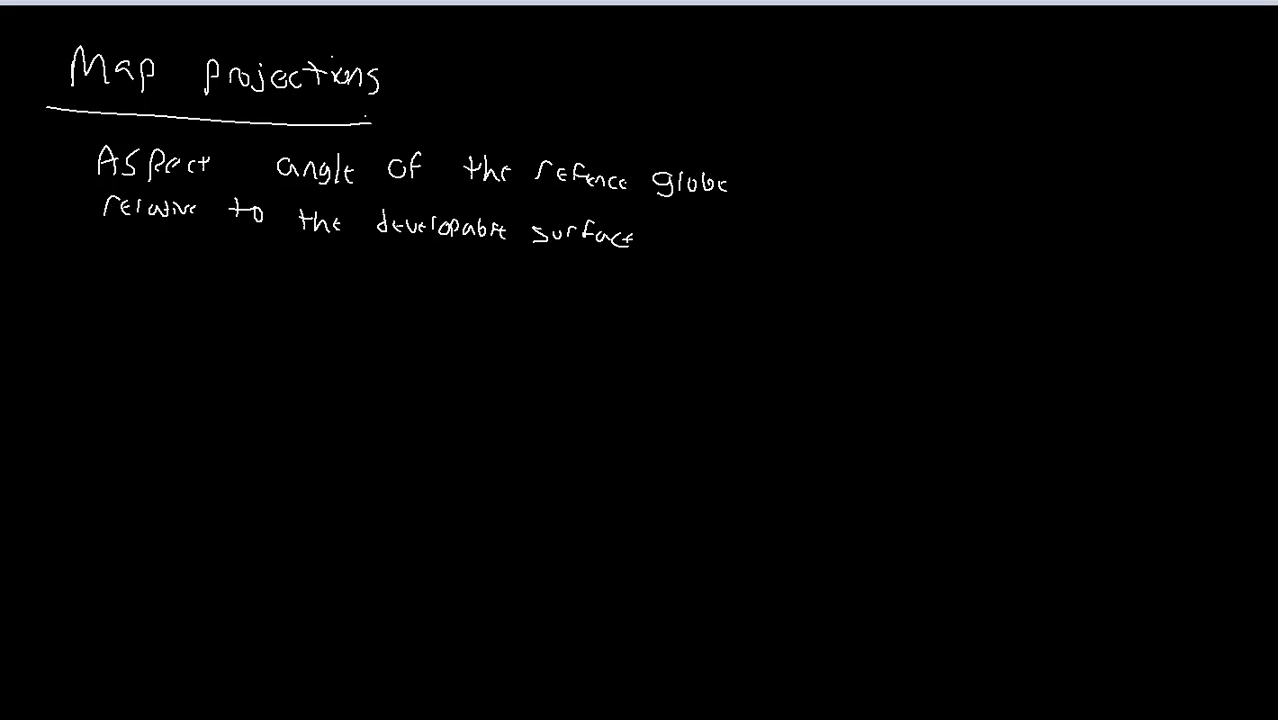 Map projections
Aspect angle of the refence globe
relative to the developable surface